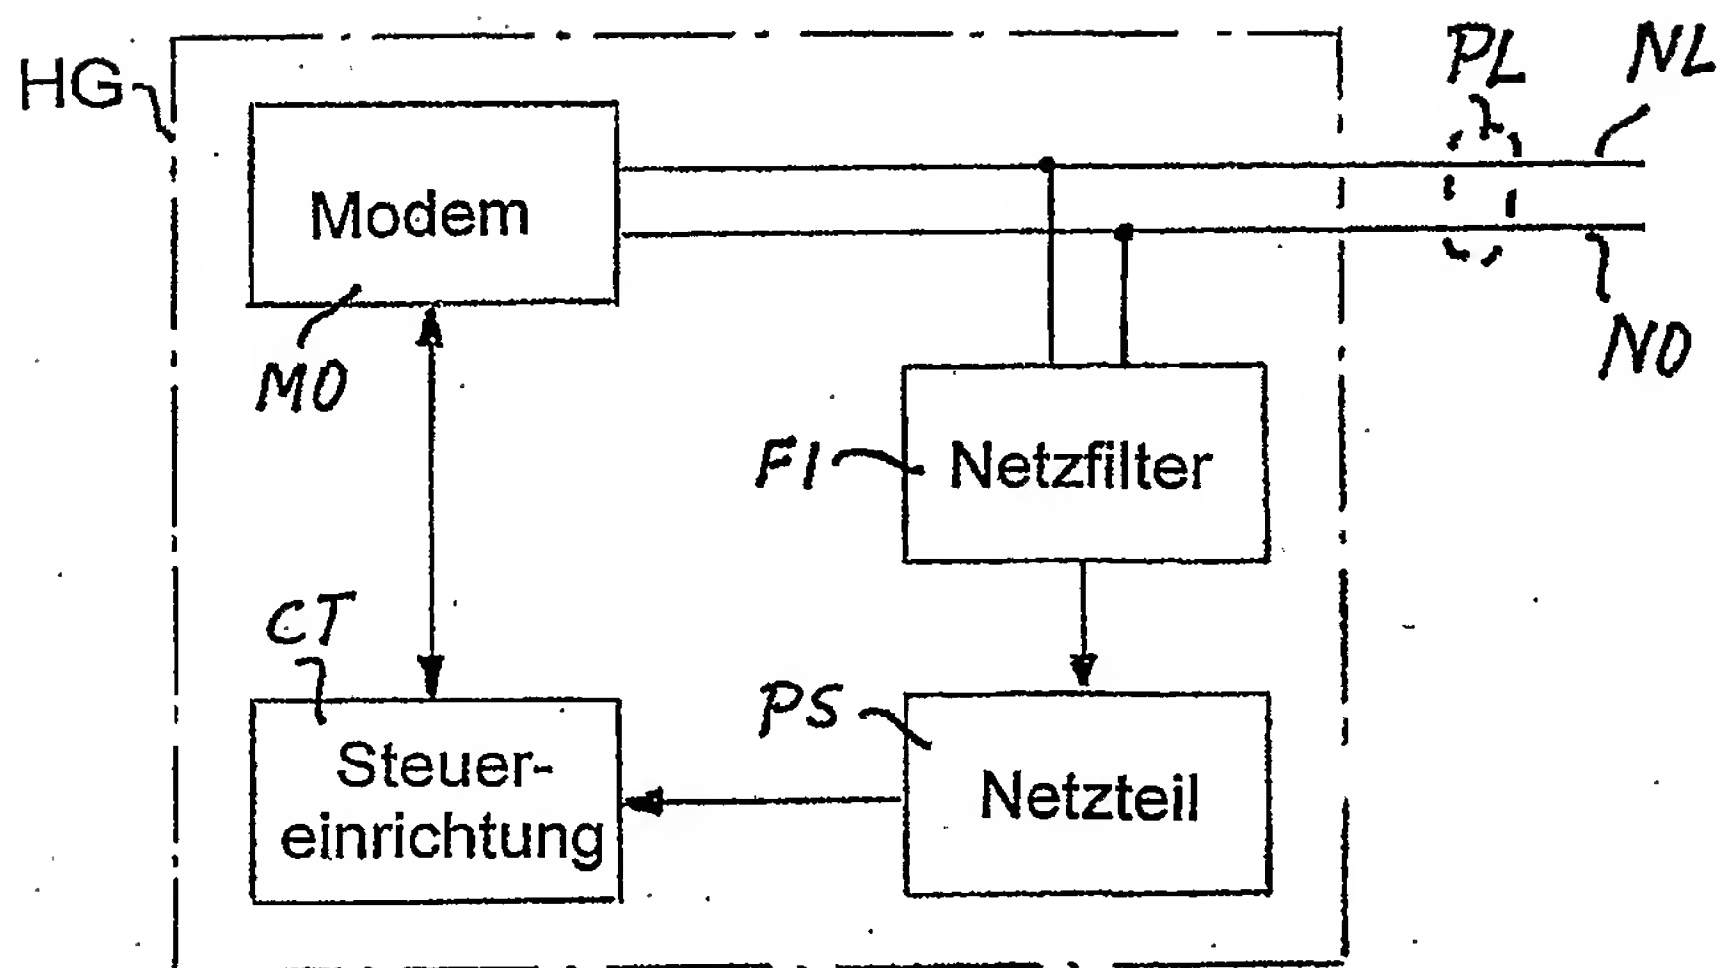 HG
PL
NL
Modem
MO
NO
FI
Netzfilter
CT
PS
Steuer-
einrichtung
Netzteil